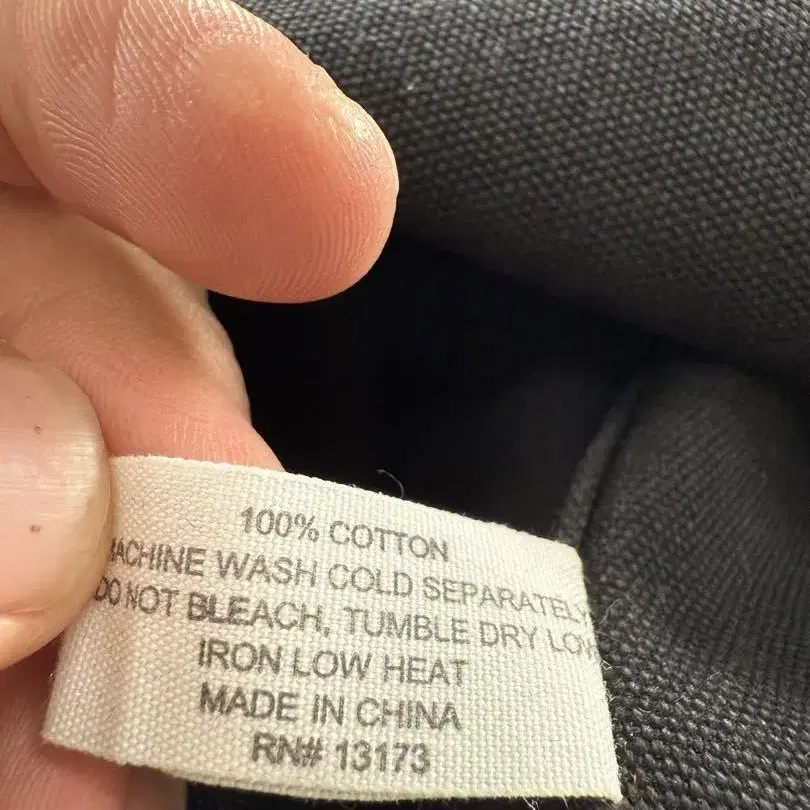 100% COTTON
MACHINE WASH COLD SEPARATELY
DO NOT BLEACH, TUMBLE DRY LOW
IRON LOW HEAT
MADE IN CHINA
RN# 13173